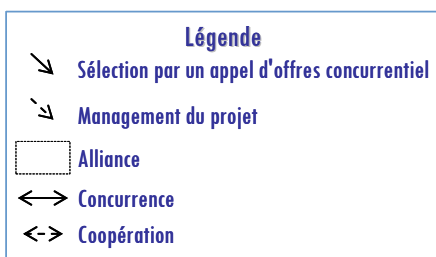 Légende
Sélection par un appel d'offres concurrentiel
Management du projet
Alliance
Concurrence
Coopération